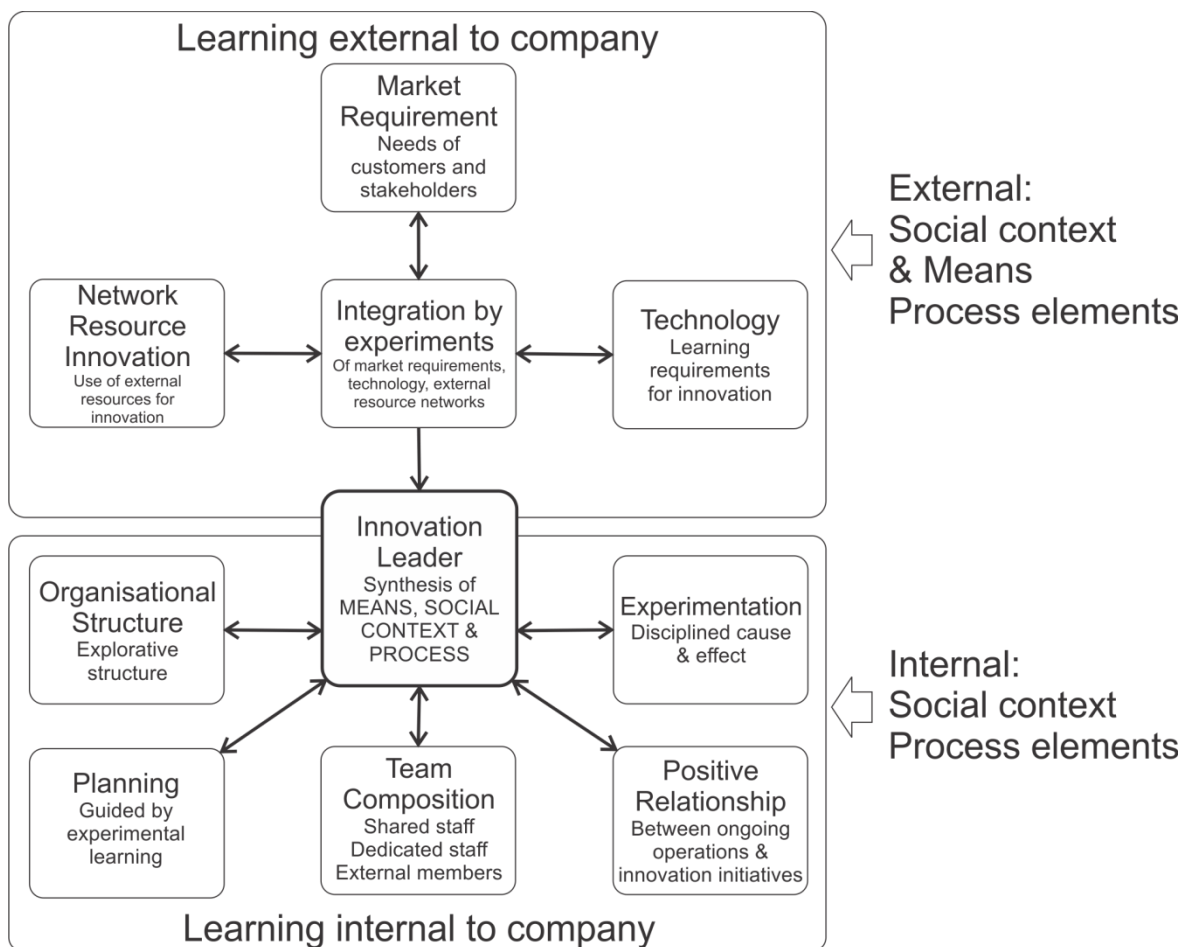 Learning external to company
Market
Requirement
Needs of
customers and
stakeholders
External:
Social context
& Means
Process elements
Network
Resource
Innovation
Use of external
resources for
innovation
Integration by
experiments
Of market requirements,
technology, external
resource networks
Technology
Learning
requirements
for innovation
Innovation
Leader
Synthesis of
MEANS, SOCIAL
CONTEXT &
PROCESS
Organisational
Structure
Explorative
structure
Experimentation
Disciplined cause
& effect
Internal:
Social context
Process elements
Planning
Guided by
experimental
learning
Team
Composition
Shared staff
Dedicated staff
External members
Positive
Relationship
Between ongoing
operations &
innovation initiatives
Learning internal to company